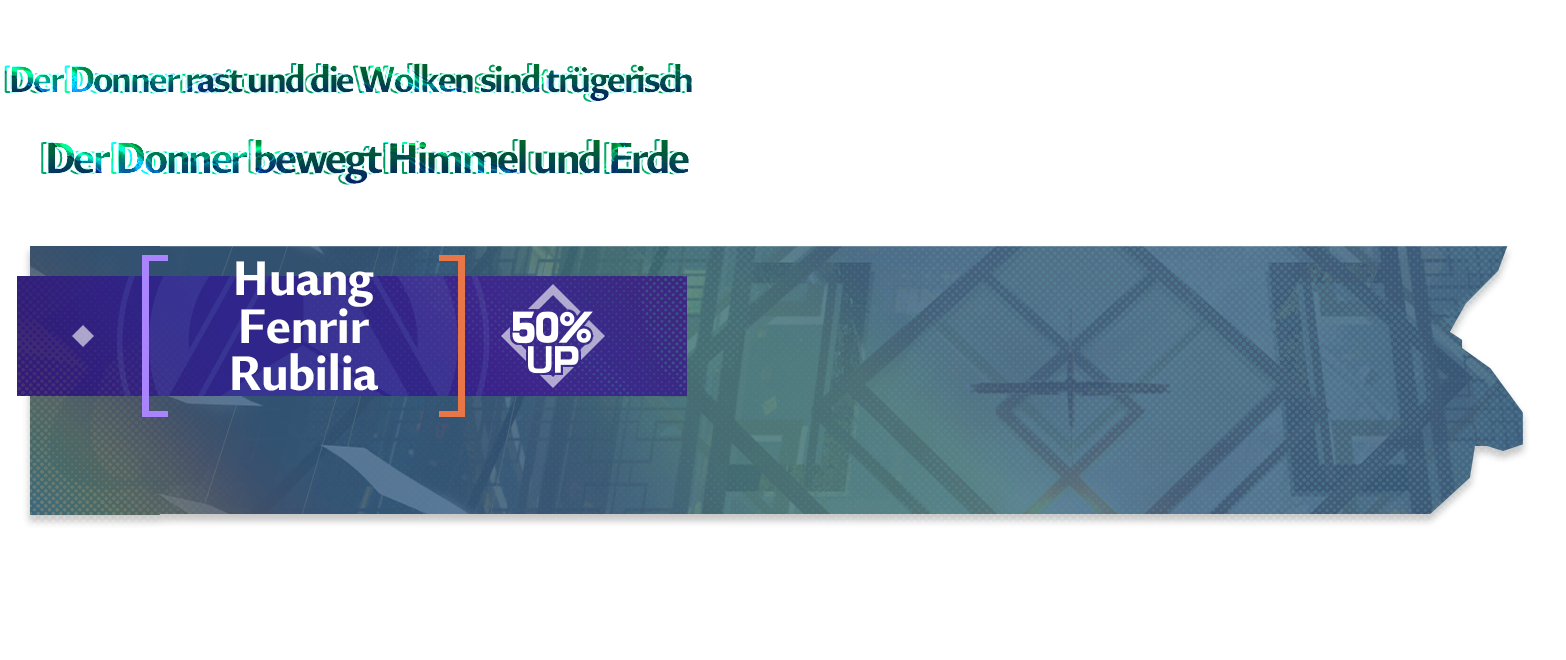 Der Donner rast und die Wolken sind trügerisch
Der Donner bewegt Himmel und Erde
Huang
Fenrir
Rubilia
50%
UP